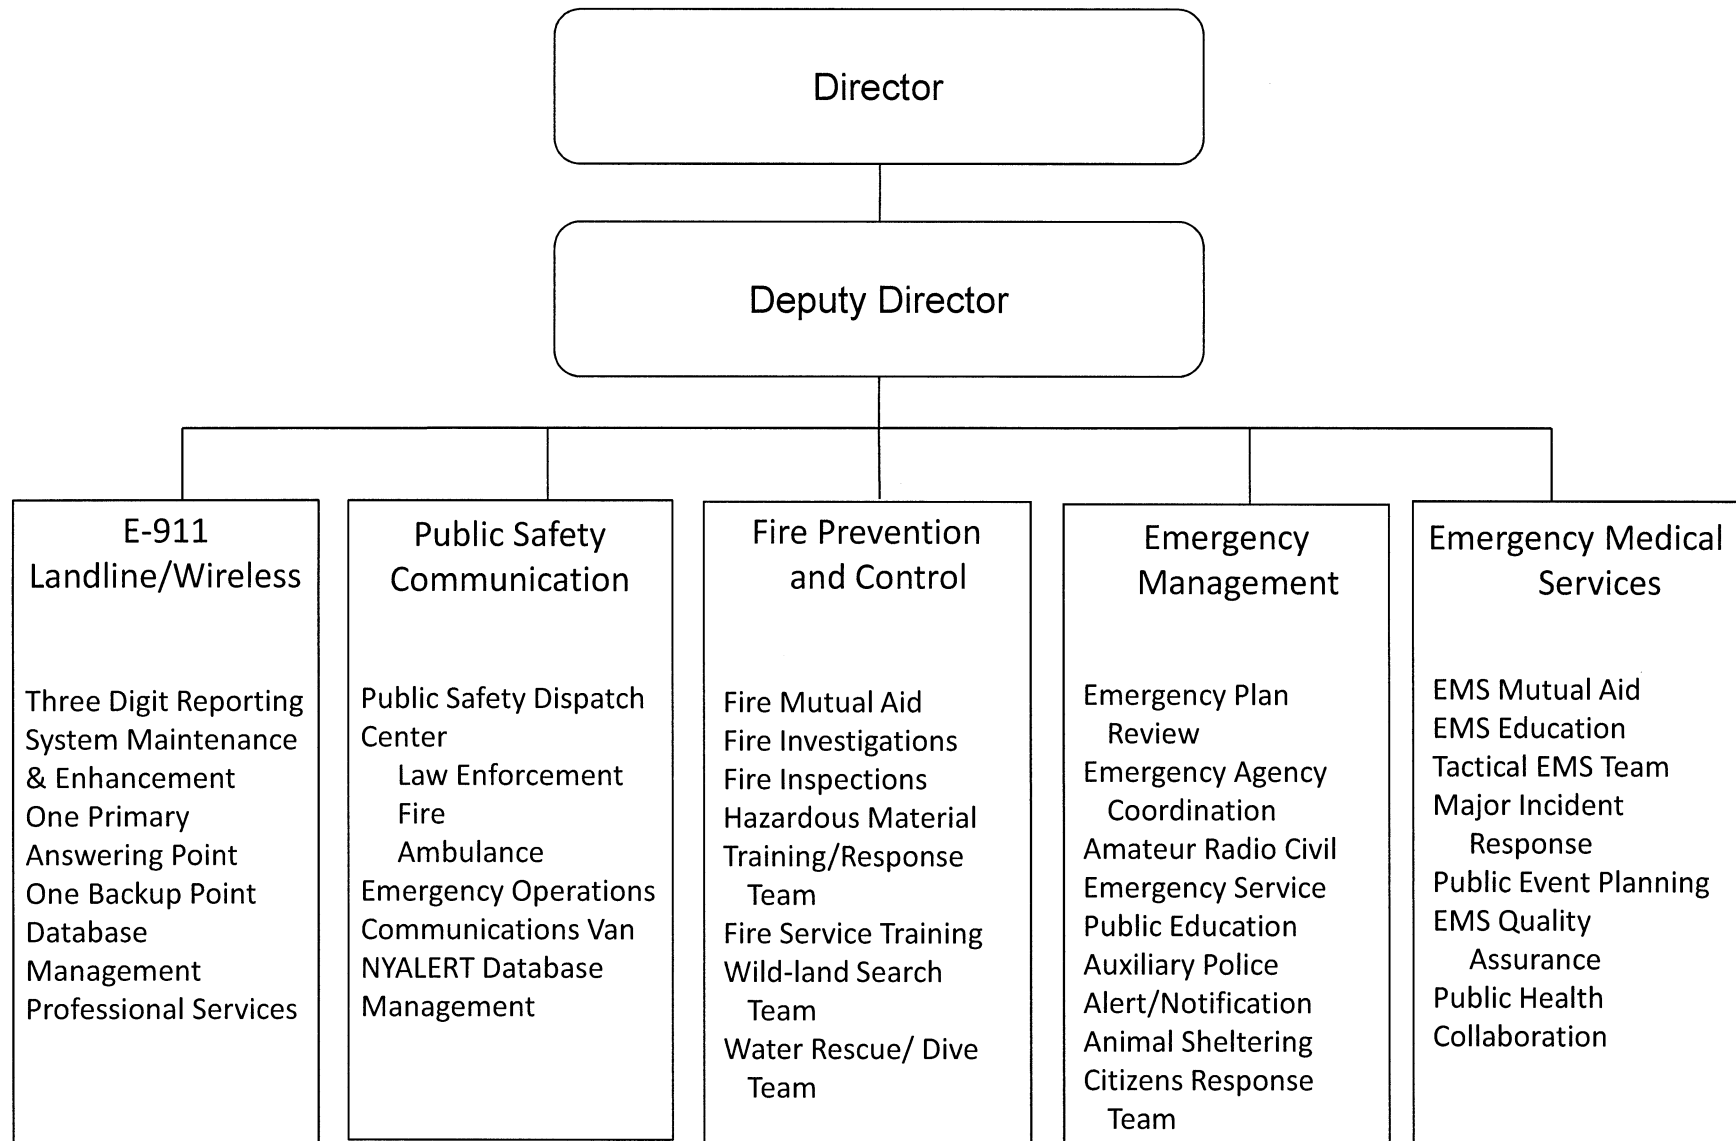 Director
Deputy Director
E-911
Landline/Wireless
Three Digit Reporting
System Maintenance
& Enhancement
One Primary
Answering Point
One Backup Point
Database
Management
Professional Services
Public Safety
Communication
Public Safety Dispatch
Center
Law Enforcement
Fire
Ambulance
Emergency Operations
Communications Van
NYALERT Database
Management
Fire Prevention
and Control
Fire Mutual Aid
Fire Investigations
Fire Inspections
Hazardous Material
Training/Response
Team
Fire Service Training
Wild-land Search
Team
Water Rescue/ Dive
Team
Emergency
Management
Emergency Plan
Review
Emergency Agency
Coordination
Amateur Radio Civil
Emergency Service
Public Education
Auxiliary Police
Alert/Notification
Animal Sheltering
Citizens Response
Team
Emergency Medical
Services
EMS Mutual Aid
EMS Education
Tactical EMS Team
Major Incident
Response
Public Event Planning
EMS Quality
Assurance
Public Health
Collaboration